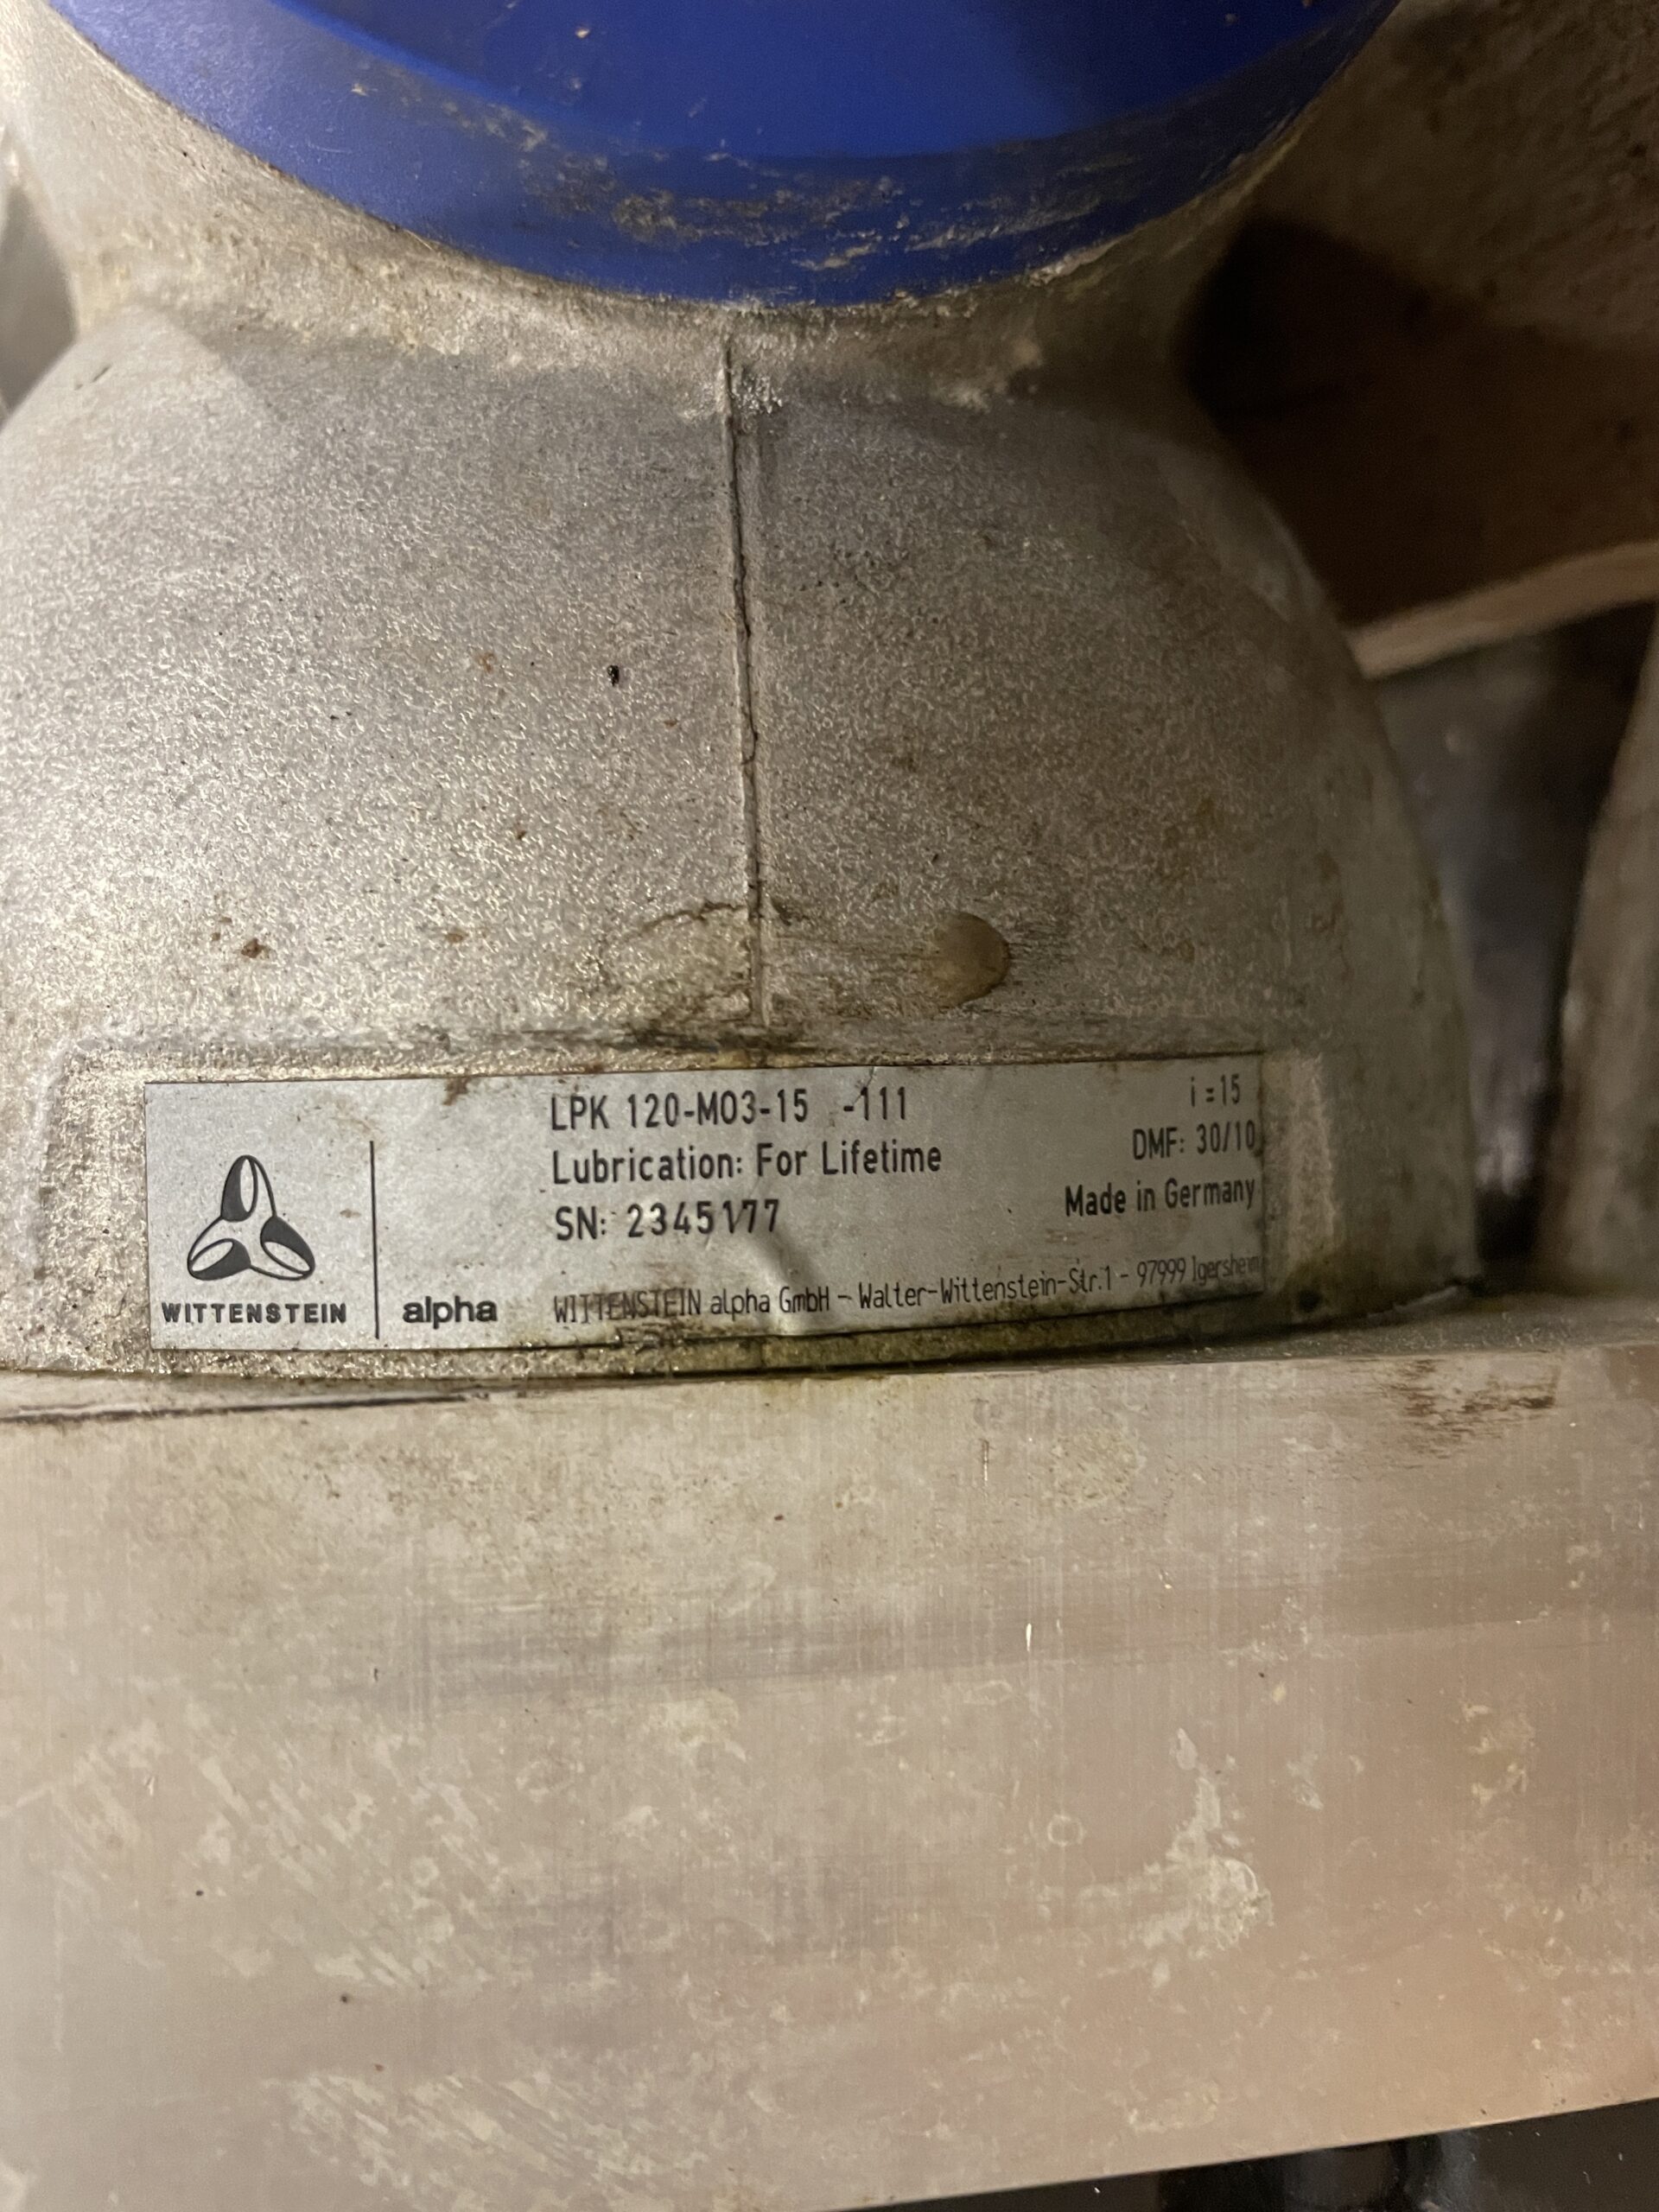 LPK 120-M03-15 -111
i=15
Lubrication: For Lifetime
DMF: 30/10
SN: 2345177
Made in Germany
WITTENSTEIN
alpha
WITTENSTEIN alpha GmbH – Walter-Wittenstein-Str.1 - 97999 Igersheim